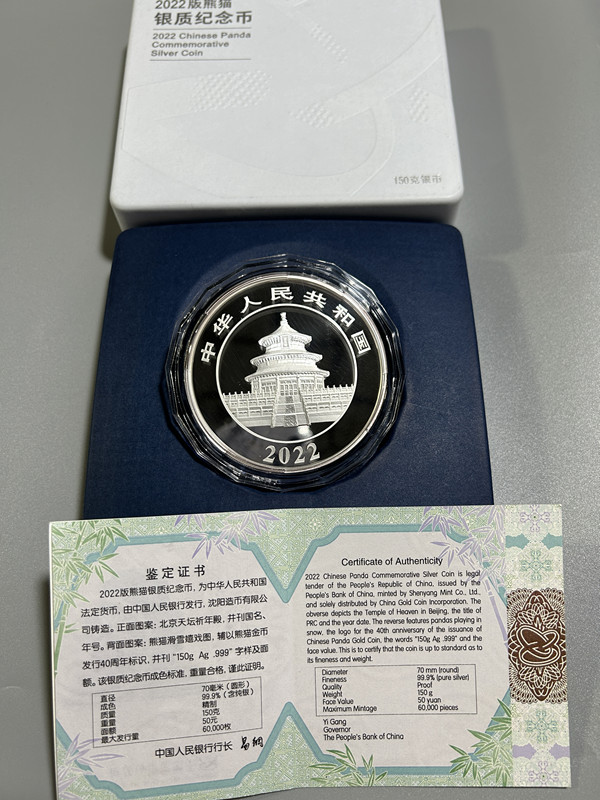 2022版熊猫
银质纪念币
2022 Chinese Panda
Commemorative
Silver Coin
150克银币
中华人民共和国
2022
鉴定证书
2022版熊猫银质纪念币，为中华人民共和国
法定货币，由中国人民银行发行，沈阳造币有限公
司铸造。正面图案：北京天坛祈年殿，并刊国名、
年号。背面图案：熊猫滑雪嬉戏图，辅以熊猫金币
发行40周年标识，并刊“150g Ag .999”字样及面
额。该银质纪念币成色标准，重量合格，谨此证明。
直径 70毫米（圆形）
成色 99.9%（含纯银）
质量 精制
重量 150克
面额 50元
最大发行量 60,000枚
中国人民银行行长 易纲
Certificate of Authenticity
2022 Chinese Panda Commemorative Silver Coin is legal
tender of the People's Republic of China, issued by the
People's Bank of China, minted by Shenyang Mint Co., Ltd.,
and solely distributed by China Gold Coin Incorporation. The
obverse depicts the Temple of Heaven in Beijing, the title of
PRC and the year date. The reverse features pandas playing in
snow, the logo for the 40th anniversary of the issuance of
Chinese Panda Gold Coin, the words "150g Ag .999" and the
face value. This is to certify that the coin is up to standard as
to its fineness and weight.
Diameter 70 mm (round)
Fineness 99.9% (pure silver)
Quality Proof
Weight 150 g
Face Value 50 yuan
Maximum Mintage 60,000 pieces
Yi Gang
Governor
The People's Bank of China